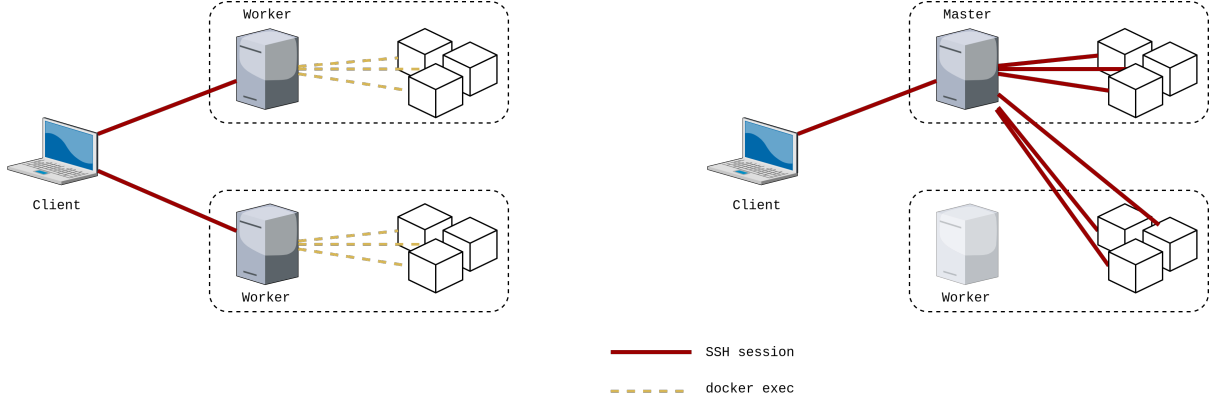 Worker
Client
Worker
Master
Client
Worker
SSH session
docker exec